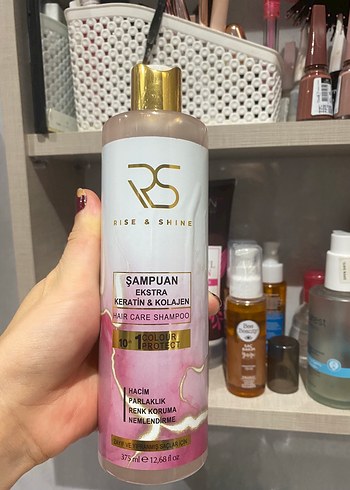 RS
RISE & SHINE
ŞAMPUAN
EKSTRA
KERATİN & KOLAJEN
HAIR CARE SHAMPOO
10+1 COLOUR
PROTECT
HACİM
PARLAKLIK
RENK KORUMA
NEMLENDİRME
375 ml e 12,68 fl oz